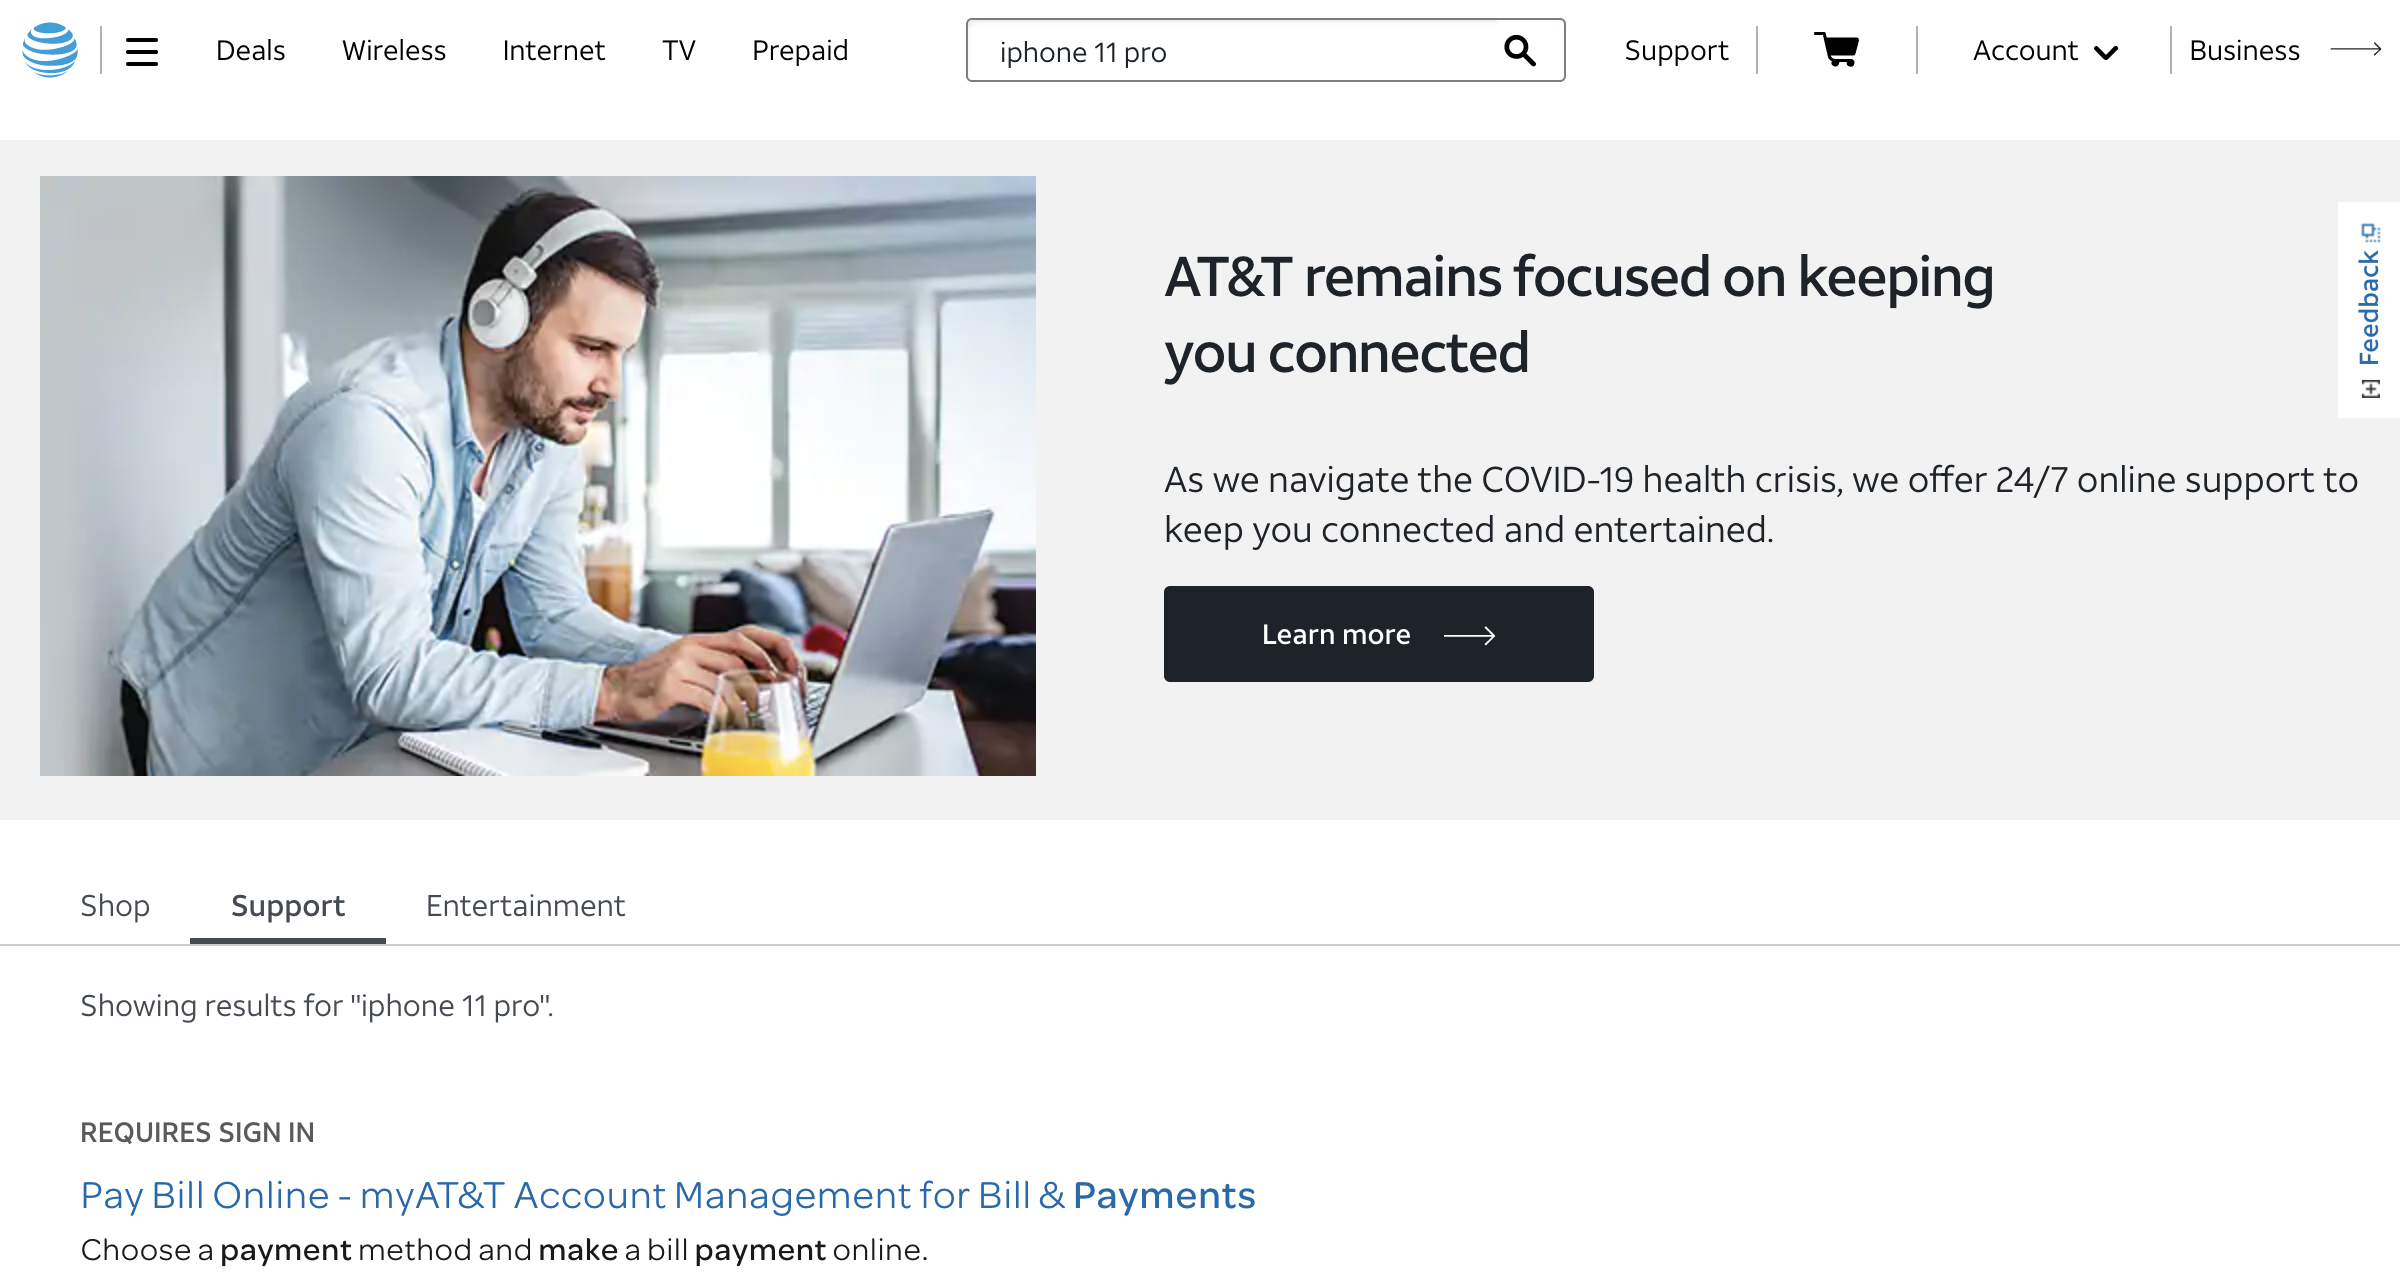 Deals Wireless Internet TV Prepaid iphone 11 pro Support Account Business
AT&T remains focused on keeping
you connected
Feedback
As we navigate the COVID-19 health crisis, we offer 24/7 online support to
keep you connected and entertained.
Learn more
Shop Support Entertainment
Showing results for "iphone 11 pro".
REQUIRES SIGN IN
Pay Bill Online - myAT&T Account Management for Bill & Payments
Choose a payment method and make a bill payment online.